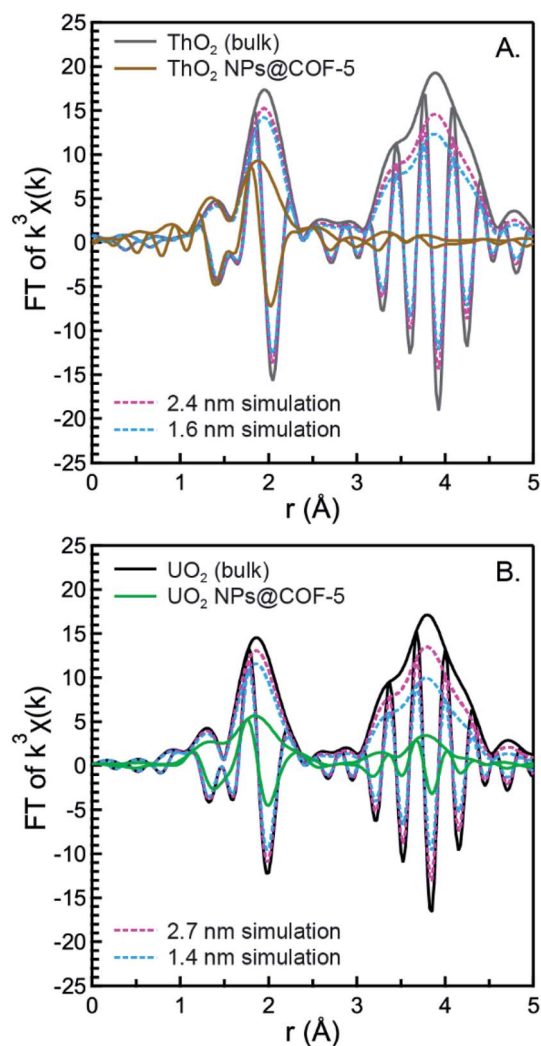 A.
ThO₂ (bulk)
ThO₂ NPs@COF-5
25
20
15
10
5
0
-5
-10
-15
-20
-25
FT of k³ χ(k)
2.4 nm simulation
1.6 nm simulation
0 1 2 3 4 5
r (Å)
B.
UO₂ (bulk)
UO₂ NPs@COF-5
25
20
15
10
5
0
-5
-10
-15
-20
-25
FT of k³ χ(k)
2.7 nm simulation
1.4 nm simulation
0 1 2 3 4 5
r (Å)